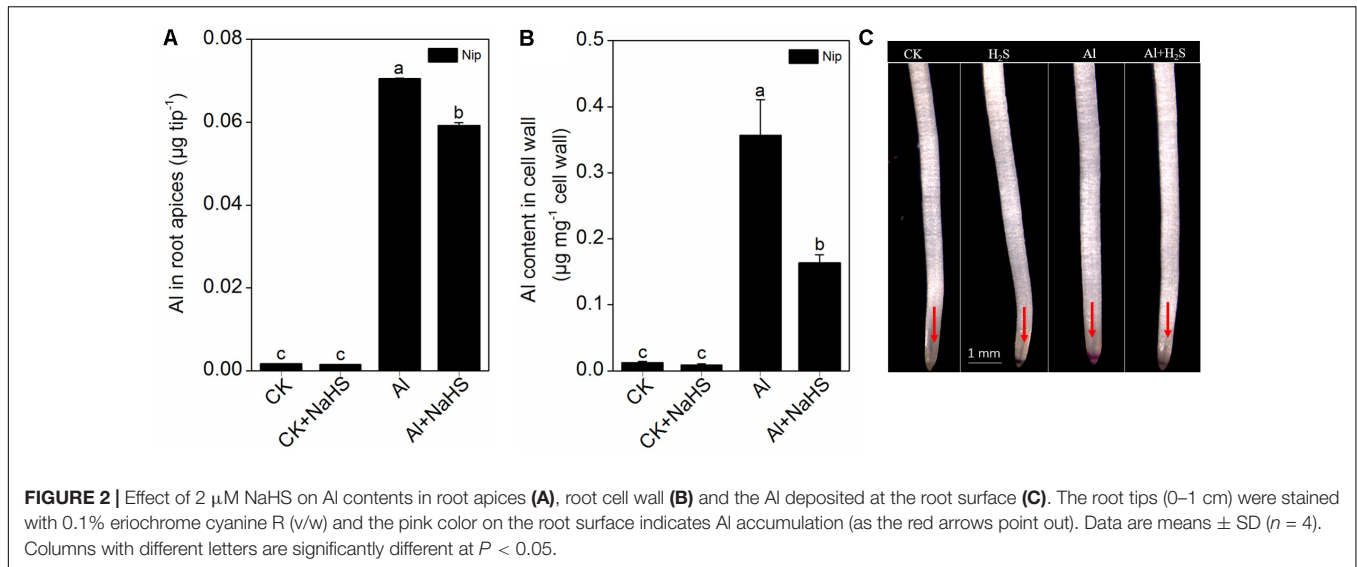 A
0.08
0.06
0.04
0.02
0.00
Al in root apices (µg tip⁻¹)
Nip
c
c
a
b
CK
CK+NaHS
Al
Al+NaHS
B
0.5
0.4
0.3
0.2
0.1
0.0
Al content in cell wall
(µg mg⁻¹ cell wall)
Nip
c
c
a
b
CK
CK+NaHS
Al
Al+NaHS
C
CK H₂S Al Al+H₂S
1 mm
FIGURE 2 | Effect of 2 μM NaHS on Al contents in root apices (A), root cell wall (B) and the Al deposited at the root surface (C). The root tips (0–1 cm) were stained
with 0.1% eriochrome cyanine R (v/w) and the pink color on the root surface indicates Al accumulation (as the red arrows point out). Data are means ± SD (n = 4).
Columns with different letters are significantly different at P < 0.05.